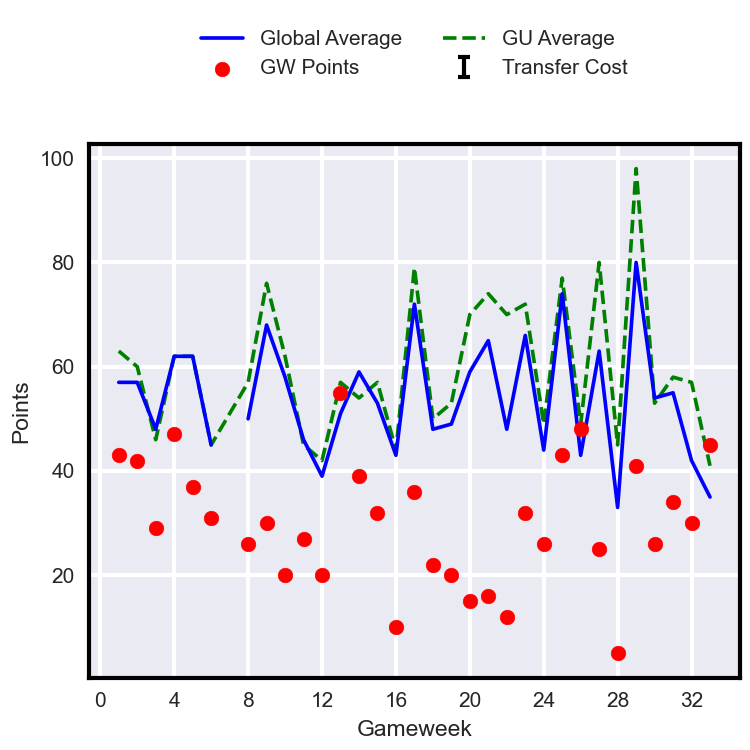 Global Average
GU Average
GW Points
Transfer Cost
100
80
60
40
20
Points
0 4 8 12 16 20 24 28 32
Gameweek